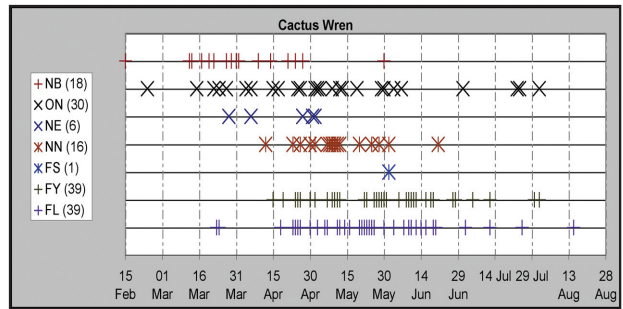 Cactus Wren
NB (18)
ON (30)
NE (6)
NN (16)
FS (1)
FY (39)
FL (39)
15 01 16 31 15 30 15 30 14 29 14 Jul 29 Jul 13 28
Feb Mar Mar Mar Apr Apr May May Jun Jun Aug Aug